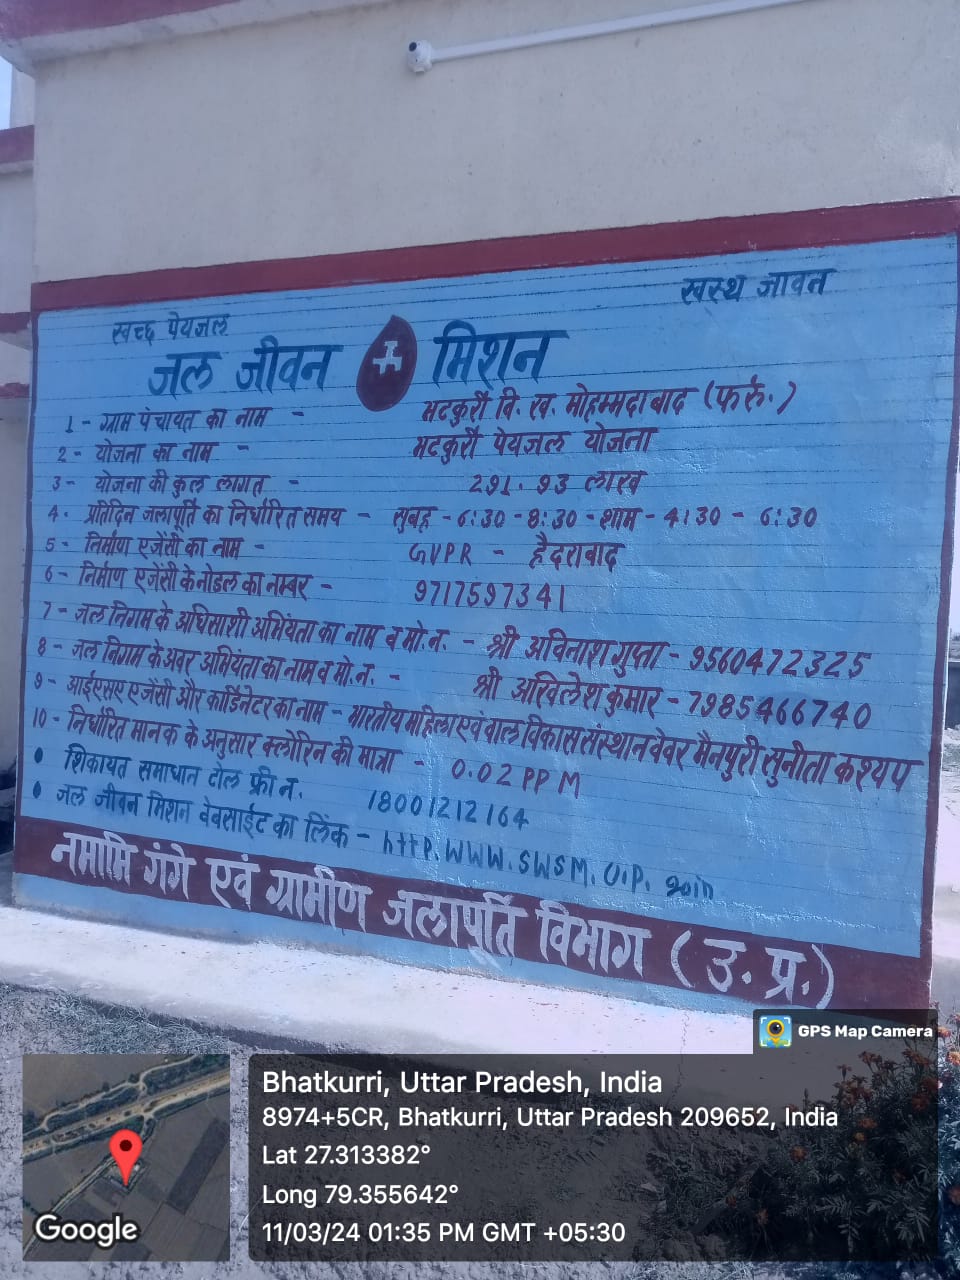 स्वच्छ पेयजल
स्वस्थ जीवन
जल जीवन मिशन
1 - ग्राम पंचायत का नाम - भटकुर्री वि. ख. मोहम्मदाबाद (फर्रु.)
2 - योजना का नाम - भटकुर्री पेयजल योजना
3 - योजना की कुल लागत - 291.93 लाख
4 - प्रतिदिन जलापूर्ति का निर्धारित समय - सुबह - 6:30 - 8:30 - शाम - 4:30 - 6:30
5 - निर्माण एजेंसी का नाम - GVPR - हैदराबाद
6 - निर्माण एजेंसी के नोडल का नम्बर - 9717597341
7 - जल निगम के अधिसाशी अभियंता का नाम व मो. न. - श्री अविनाश गुप्ता - 9560472325
8 - जल निगम के अवर अभियंता का नाम व मो. न. - श्री अखिलेश कुमार - 7985466740
9 - आईएसए एजेंसी और कार्डिनेटर का नाम - भारतीय महिला एवं वाल विकास संस्थान वेवर मैनपुरी सुनीता कश्यप
10 - निर्धारित मानक के अनुसार क्लोरिन की मात्रा - 0.02 PPM
• शिकायत समाधान टोल फ्री न. 18001212164
• जल जीवन मिशन वेबसाईट का लिंक - http.WWW.SWSM.U.P. goin
नमामि गंगे एवं ग्रामीण जलापूर्ति विभाग (उ. प्र.)
GPS Map Camera
Bhatkurri, Uttar Pradesh, India
8974+5CR, Bhatkurri, Uttar Pradesh 209652, India
Lat 27.313382°
Long 79.355642°
11/03/24 01:35 PM GMT +05:30
Google